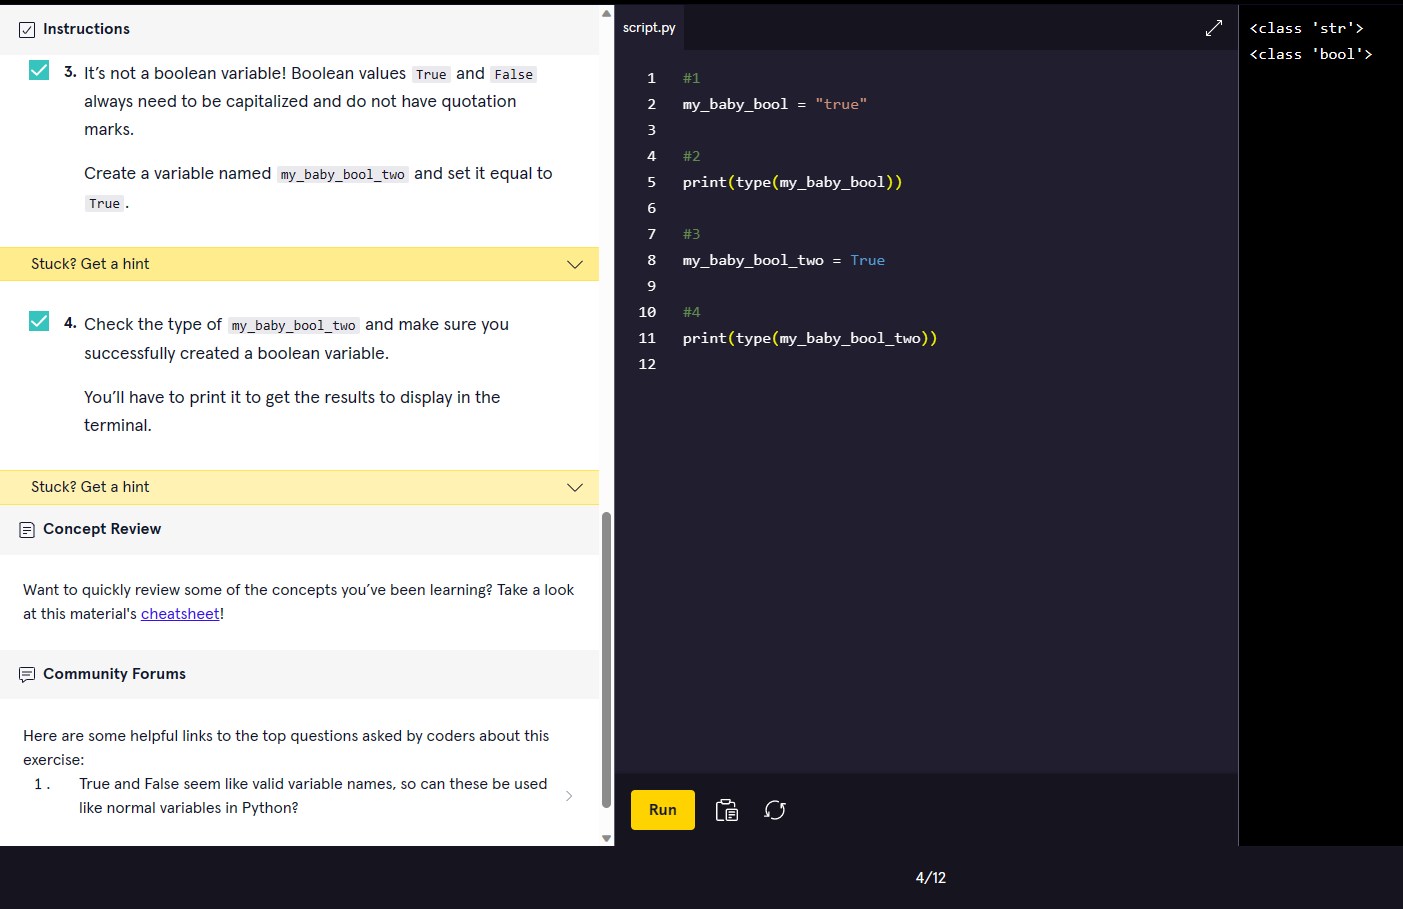 Instructions
3. It’s not a boolean variable! Boolean values True and False
always need to be capitalized and do not have quotation
marks.
Create a variable named my_baby_bool_two and set it equal to
True.
Stuck? Get a hint
4. Check the type of my_baby_bool_two and make sure you
successfully created a boolean variable.
You’ll have to print it to get the results to display in the
terminal.
Stuck? Get a hint
Concept Review
Want to quickly review some of the concepts you’ve been learning? Take a look
at this material's cheatsheet!
Community Forums
Here are some helpful links to the top questions asked by coders about this
exercise:
1. True and False seem like valid variable names, so can these be used
like normal variables in Python?
script.py
1 #1
2 my_baby_bool = "true"
3
4 #2
5 print(type(my_baby_bool))
6
7 #3
8 my_baby_bool_two = True
9
10 #4
11 print(type(my_baby_bool_two))
12
Run
<class 'str'>
<class 'bool'>
4/12